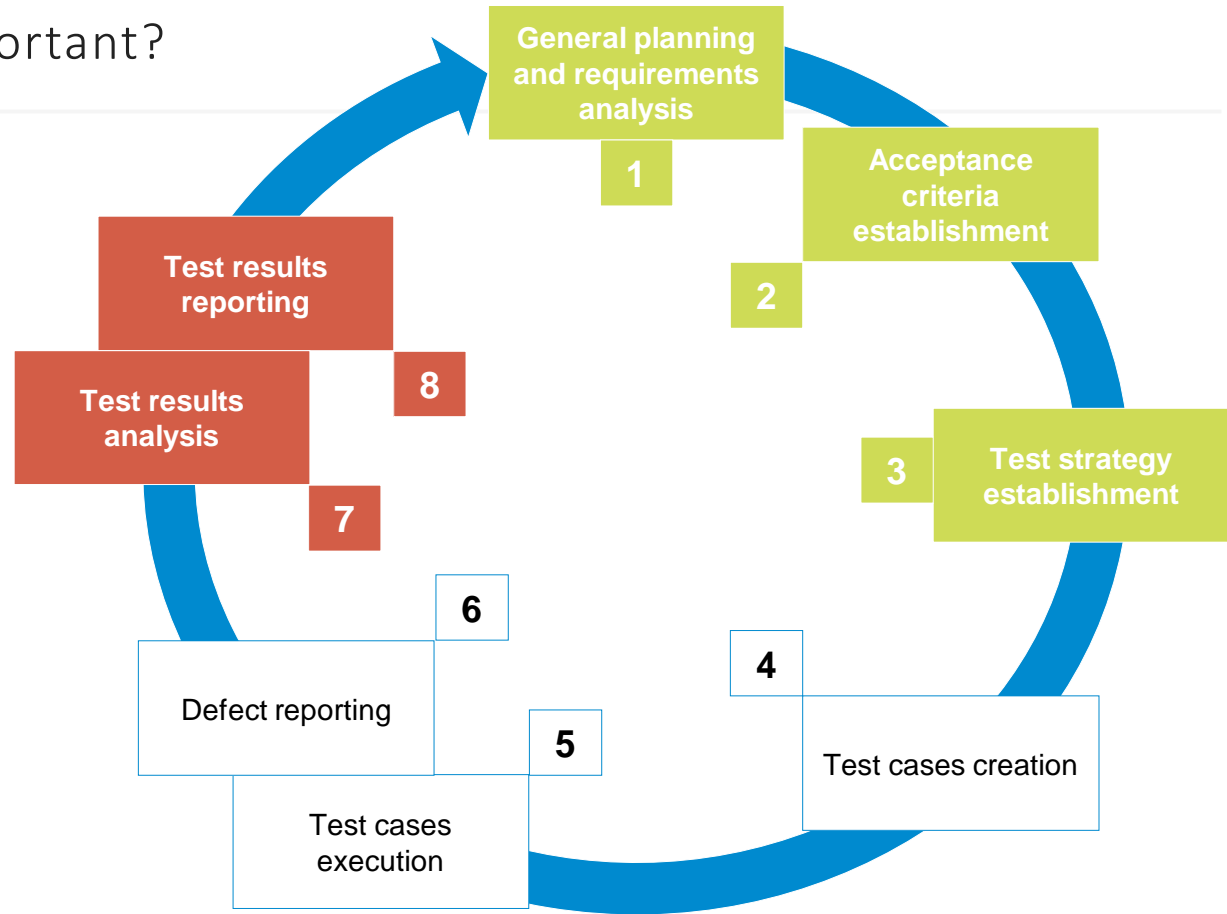 ortant?
General planning
and requirements
analysis
1
Acceptance
criteria
establishment
2
3
Test strategy
establishment
4
Test cases creation
5
Test cases
execution
6
Defect reporting
7
Test results
analysis
8
Test results
reporting